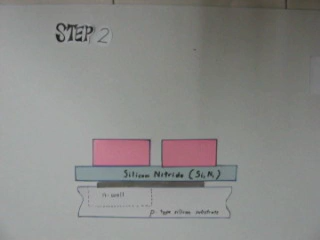 STEP 2
Silicon Nitride (Si₃N₄)
n-well
p-type silicon substrate